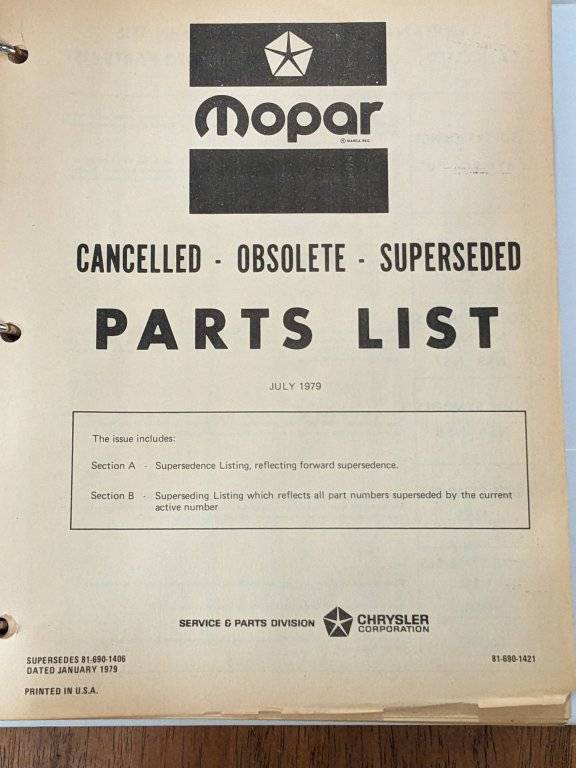 mopar
® MARCA REG.
CANCELLED - OBSOLETE - SUPERSEDED
PARTS LIST
JULY 1979
The issue includes:
Section A - Supersedence Listing, reflecting forward supersedence.
Section B - Superseding Listing which reflects all part numbers superseded by the current
active number
SERVICE & PARTS DIVISION CHRYSLER
CORPORATION
SUPERSEDES 81-690-1406
DATED JANUARY 1979
81-690-1421
PRINTED IN U.S.A.